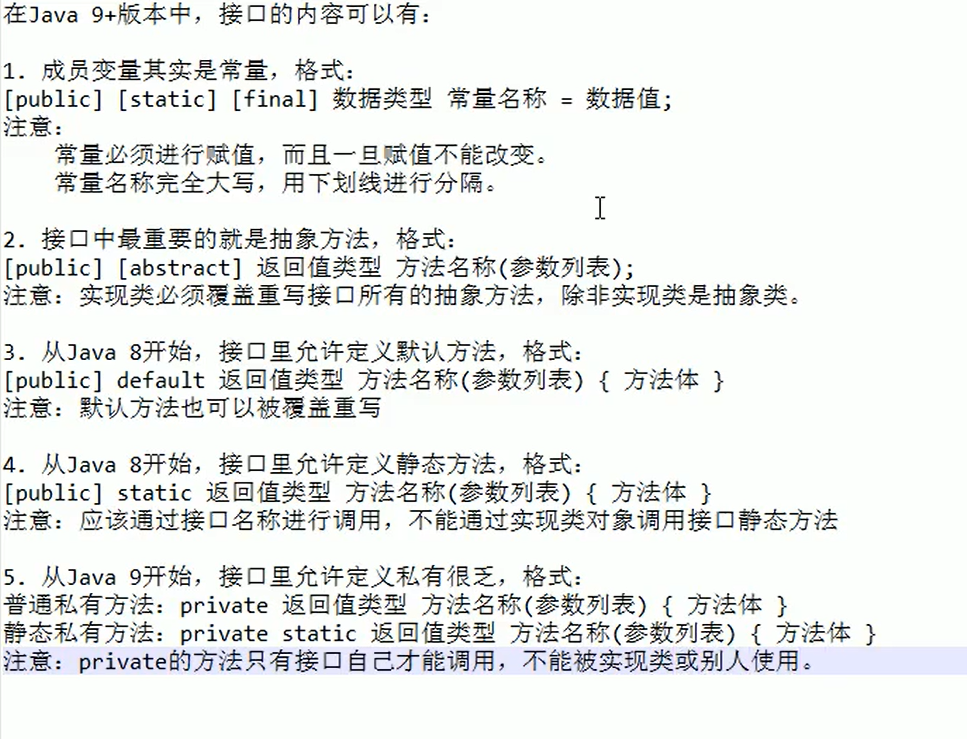 在Java 9+版本中，接口的内容可以有：
1. 成员变量其实是常量，格式：
[public] [static] [final] 数据类型 常量名称 = 数据值;
注意：
常量必须进行赋值，而且一旦赋值不能改变。
常量名称完全大写，用下划线进行分隔。
2. 接口中最重要的就是抽象方法，格式：
[public] [abstract] 返回值类型 方法名称(参数列表);
注意：实现类必须覆盖重写接口所有的抽象方法，除非实现类是抽象类。
3. 从Java 8开始，接口里允许定义默认方法，格式：
[public] default 返回值类型 方法名称(参数列表) { 方法体 }
注意：默认方法也可以被覆盖重写
4. 从Java 8开始，接口里允许定义静态方法，格式：
[public] static 返回值类型 方法名称(参数列表) { 方法体 }
注意：应该通过接口名称进行调用，不能通过实现类对象调用接口静态方法
5. 从Java 9开始，接口里允许定义私有很乏，格式：
普通私有方法：private 返回值类型 方法名称(参数列表) { 方法体 }
静态私有方法：private static 返回值类型 方法名称(参数列表) { 方法体 }
注意：private的方法只有接口自己才能调用，不能被实现类或别人使用。